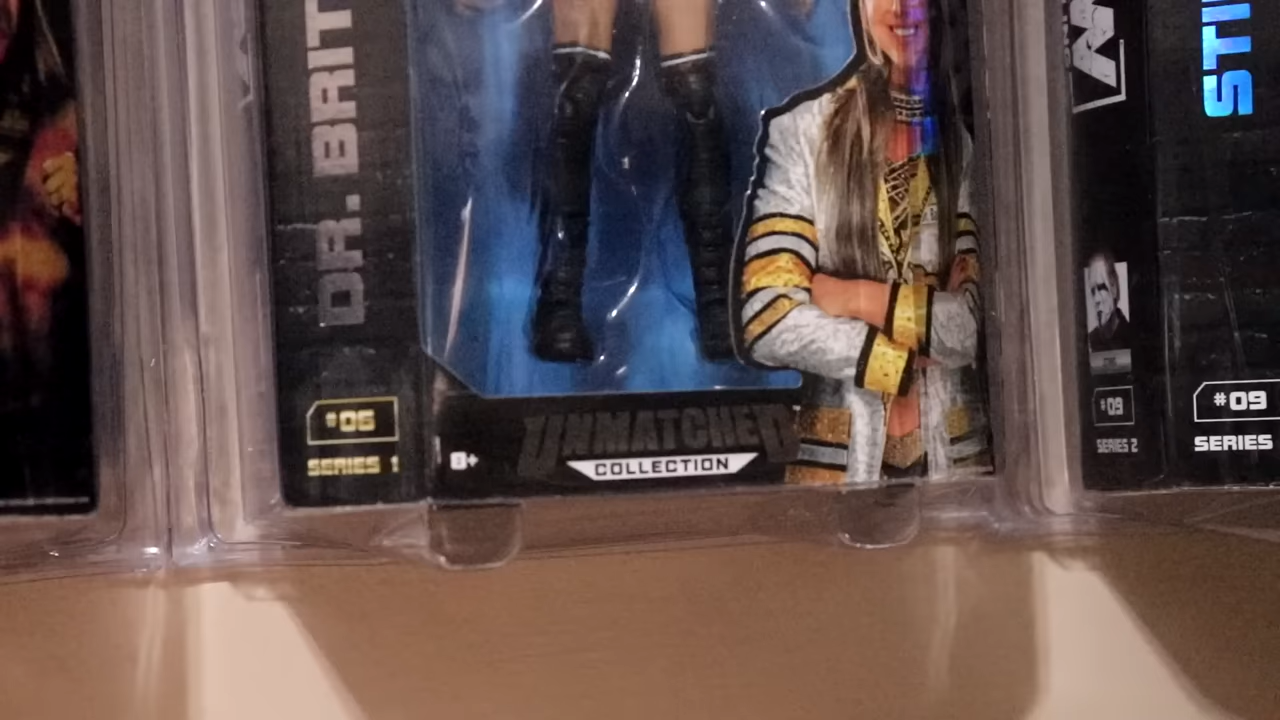 DR. BRIT
#06
SERIES 1
8+
UNMATCHED
COLLECTION
#09
SERIES 2
STI
#09
SERIES